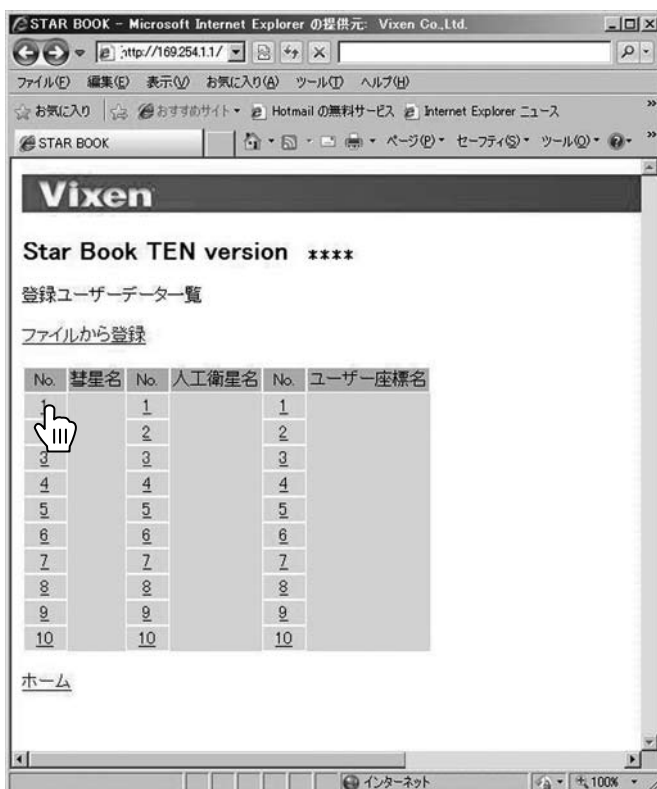 STAR BOOK - Microsoft Internet Explorer の提供元: Vixen Co.,Ltd.
http://169.254.1.1/
ファイル(F) 編集(E) 表示(V) お気に入り(A) ツール(T) ヘルプ(H)
お気に入り おすすめサイト Hotmail の無料サービス Internet Explorer ニュース »
STAR BOOK ページ(P) セーフティ(S) ツール(O) »
Vixen
Star Book TEN version ****
登録ユーザーデータ一覧
ファイルから登録
No. 彗星名 No. 人工衛星名 No. ユーザー座標名
1 1 1
2 2
3 3 3
4 4 4
5 5 5
6 6 6
7 7 7
8 8 8
9 9 9
10 10 10
ホーム
インターネット 100%